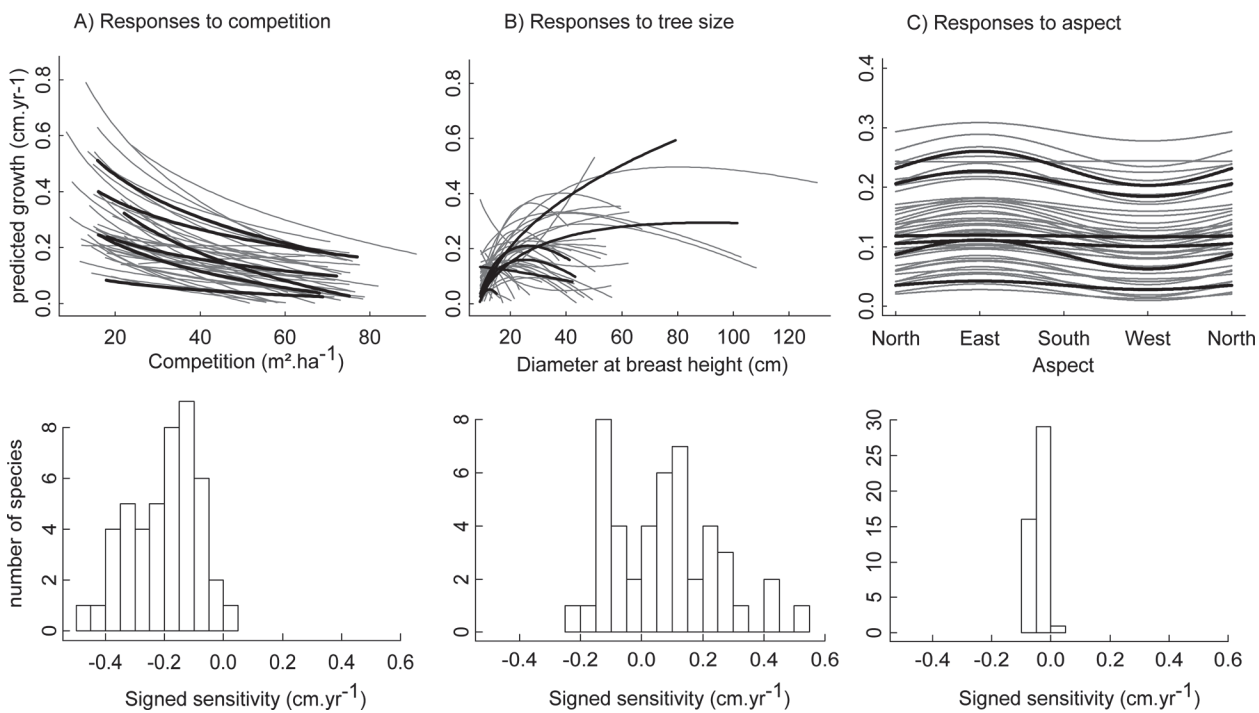 A) Responses to competition
predicted growth (cm.yr-1)
0.0 0.2 0.4 0.6 0.8
20 40 60 80
Competition (m².ha⁻¹)
B) Responses to tree size
0.0 0.2 0.4 0.6 0.8
20 40 60 80 100 120
Diameter at breast height (cm)
C) Responses to aspect
0.0 0.1 0.2 0.3 0.4
North East South West North
Aspect
number of species
0 2 4 6 8
-0.4 -0.2 0.0 0.2 0.4 0.6
Signed sensitivity (cm.yr⁻¹)
0 2 4 6 8
-0.4 -0.2 0.0 0.2 0.4 0.6
Signed sensitivity (cm.yr⁻¹)
0 5 10 15 20 25 30
-0.4 -0.2 0.0 0.2 0.4 0.6
Signed sensitivity (cm.yr⁻¹)